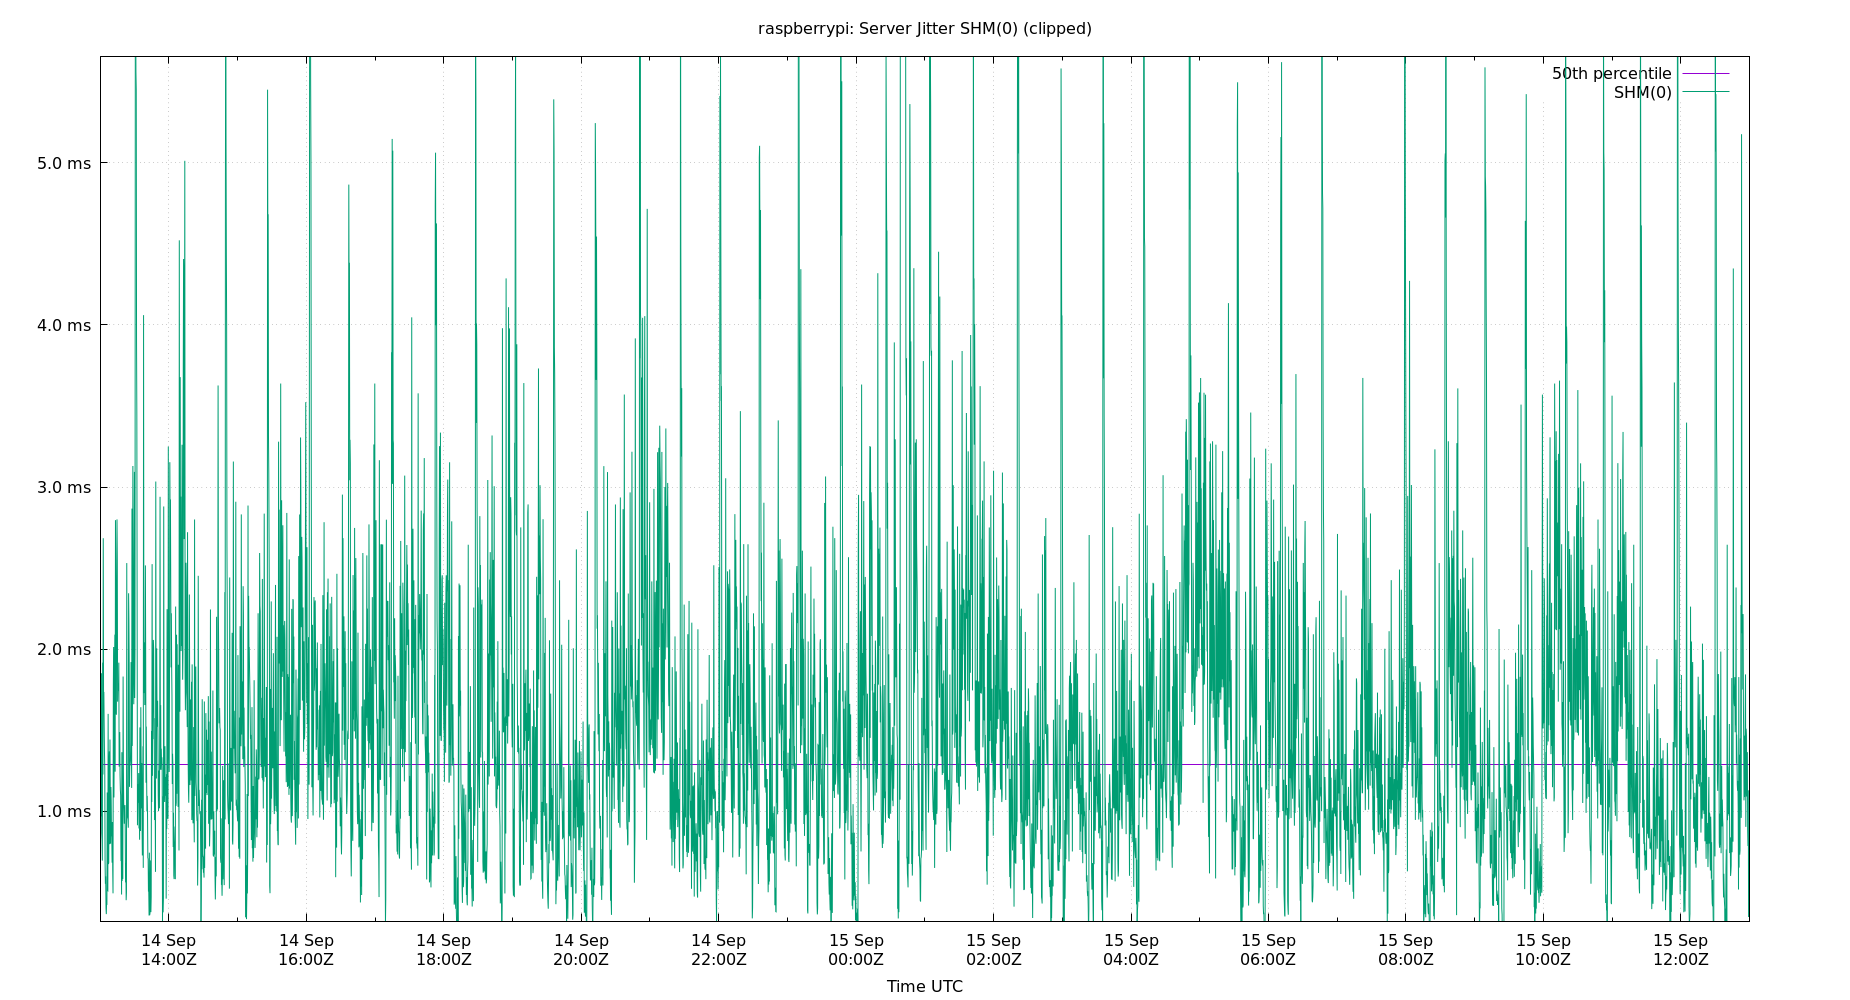 raspberrypi: Server Jitter SHM(0) (clipped)
50th percentile
SHM(0)
5.0 ms
4.0 ms
3.0 ms
2.0 ms
1.0 ms
14 Sep 14 Sep 14 Sep 14 Sep 14 Sep 15 Sep 15 Sep 15 Sep 15 Sep 15 Sep 15 Sep 15 Sep
14:00Z 16:00Z 18:00Z 20:00Z 22:00Z 00:00Z 02:00Z 04:00Z 06:00Z 08:00Z 10:00Z 12:00Z
Time UTC